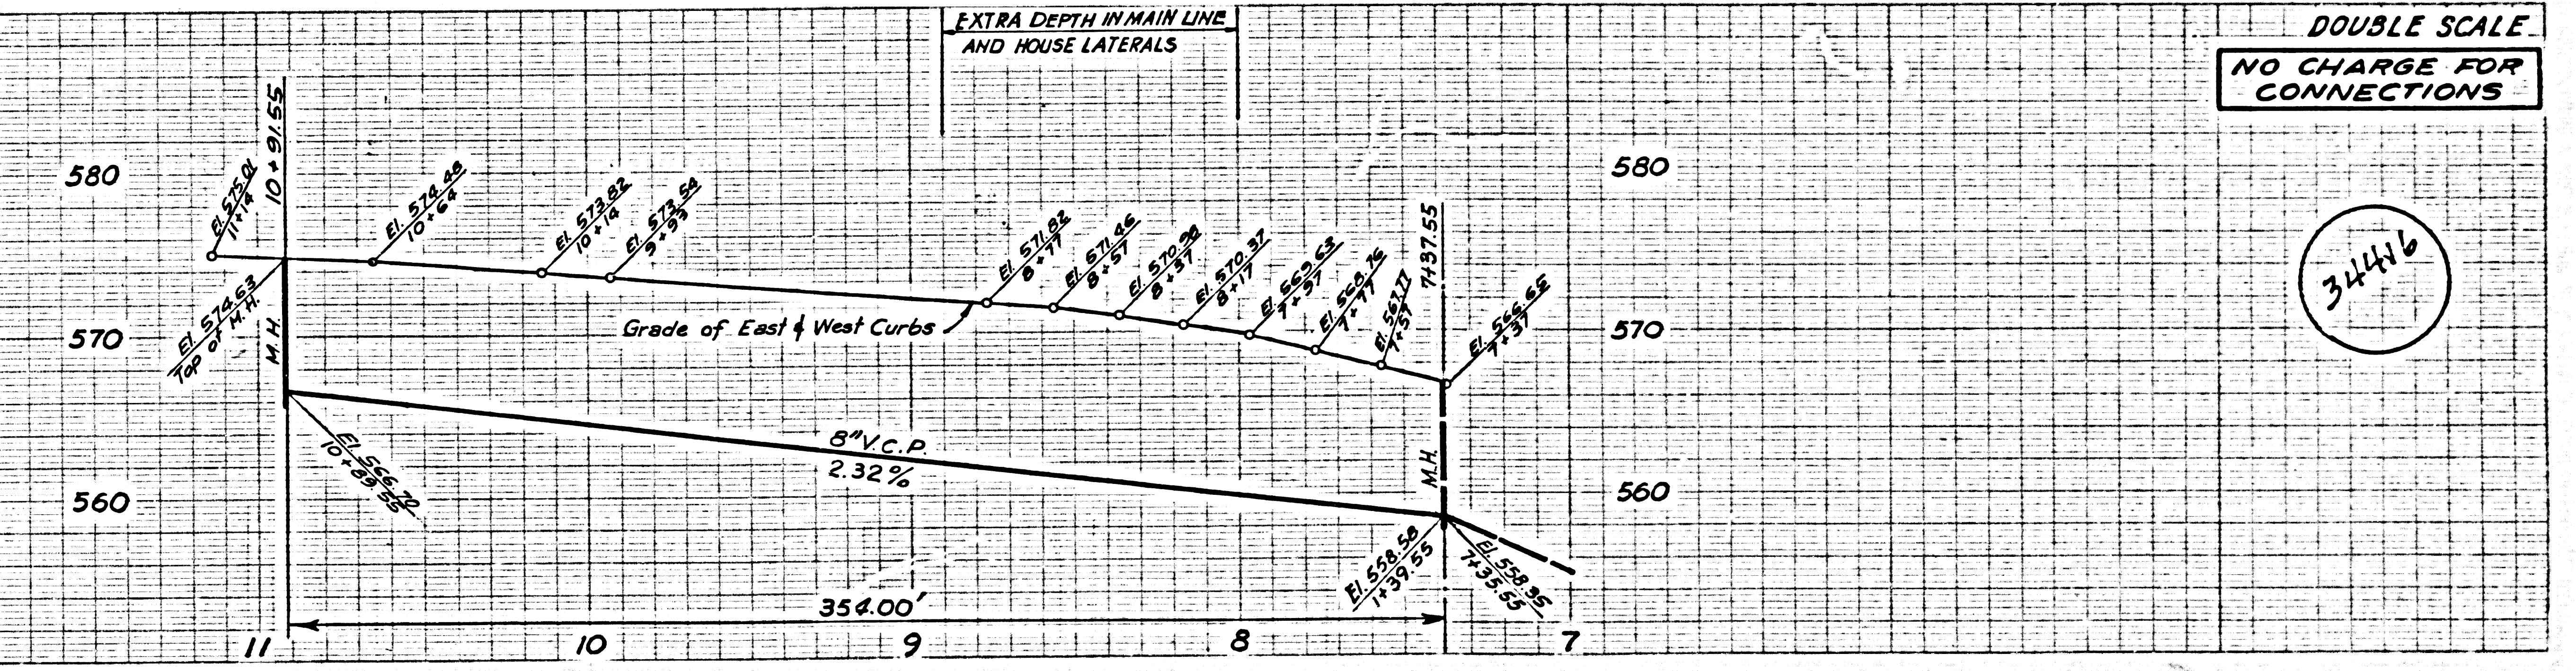 EXTRA DEPTH IN MAIN LINE
AND HOUSE LATERALS
DOUBLE SCALE
NO CHARGE FOR
CONNECTIONS
580
El. 575.01
11+14
10+91.55
El. 574.48
10+64
El. 573.82
10+14
El. 573.54
9+93
El. 571.82
8+77
El. 571.46
8+57
El. 570.98
8+37
El. 570.37
8+17
El. 569.63
7+97
El. 568.76
7+77
El. 567.77
7+57
7+37.55
El. 566.65
7+37
580
34416
570
El. 574.63
Top of M.H.
M.H.
Grade of East & West Curbs
570
8" V.C.P.
2.32%
M.H.
560
El. 566.70
10+89.55
560
El. 558.58
1+39.55
El. 558.35
7+35.55
354.00'
11
10
9
8
7